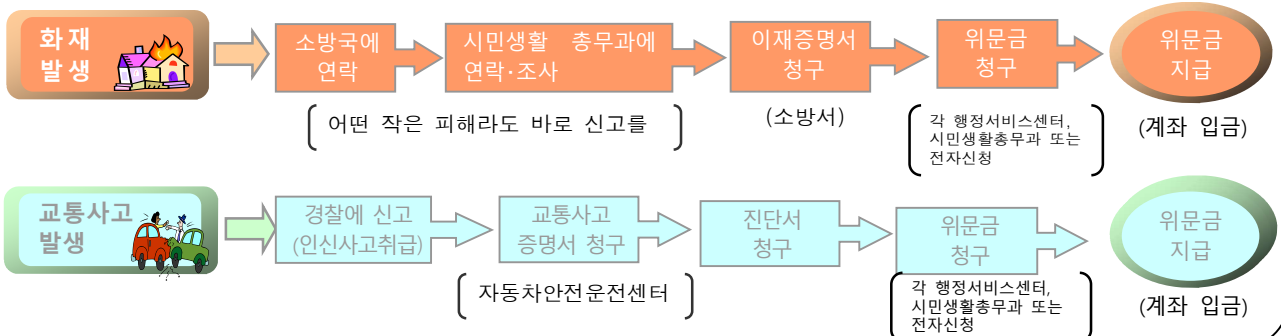 화재
발생
소방국에
연락
시민생활 총무과에
연락·조사
이재증명서
청구
위문금
청구
위문금
지급
어떤 작은 피해라도 바로 신고를
(소방서)
각 행정서비스센터,
시민생활총무과 또는
전자신청
(계좌 입금)
교통사고
발생
경찰에 신고
(인신사고취급)
교통사고
증명서 청구
진단서
청구
위문금
청구
위문금
지급
자동차안전운전센터
각 행정서비스센터,
시민생활총무과 또는
전자신청
(계좌 입금)